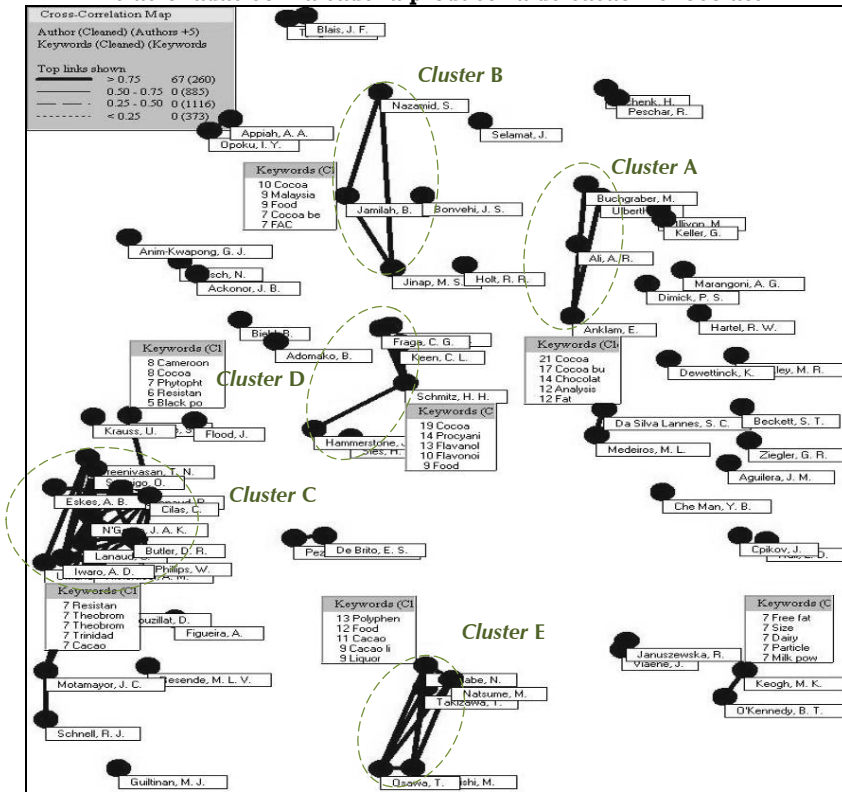 Cross-Correlation Map
Author (Cleaned) (Authors +5)
Keywords (Cleaned) (Keywords
Top links shown
> 0.75 67 (260)
0.50 - 0.75 0 (885)
0.25 - 0.50 0 (1116)
< 0.25 0 (373)
Blais, J. F.
Cluster B
Nazamid, S.
Selamat, J.
Peschar, R.
Appiah, A. A.
Opoku, I. Y.
Keywords (Cl
10 Cocoa
9 Malaysia
9 Food
7 Cocoa be
7 FAC
Jamilah, B.
Bonvehi, J. S.
Jinap, M. S.
Holt, R. R.
Cluster A
Buchgraber, M.
Keller, G.
Ali, A. R.
Marangoni, A. G.
Dimick, P. S.
Hartel, R. W.
Anklam, E.
Anim-Kwapong, G. J.
Ackonor, J. B.
Adomako, B.
Keywords (Cl
21 Cocoa
17 Cocoa bu
14 Chocolat
12 Analysis
12 Fat
Dewettinck, K.
Keywords (Cl
8 Cameroon
8 Cocoa
7 Phytopht
6 Resistan
5 Black po
Cluster D
Fraga, C. G.
Keen, C. L.
Schmitz, H. H.
Keywords (C
19 Cocoa
14 Procyani
13 Flavanol
10 Flavonoi
9 Food
Da Silva Lannes, S. C.
Medeiros, M. L.
Beckett, S. T.
Ziegler, G. R.
Aguilera, J. M.
Che Man, Y. B.
Krauss, U.
Flood, J.
Cluster C
Eskes, A. B.
Cilas, C.
Butler, D. R.
Iwaro, A. D.
Phillips, W.
De Brito, E. S.
Cpikov, J.
Keywords (Cl
7 Resistan
7 Theobrom
7 Theobrom
7 Trinidad
7 Cacao
Figueira, A.
Motamayor, J. C.
Schnell, R. J.
Guiltinan, M. J.
Keywords (Cl
13 Polyphen
12 Food
11 Cacao
9 Cacao li
9 Liquor
Cluster E
Natsume, M.
Takizawa, T.
Osawa, T.
Januszewska, R.
Viaene, J.
Keywords (C
7 Free fat
7 Size
7 Dairy
7 Particle
7 Milk pow
Keogh, M. K.
O'Kennedy, B. T.